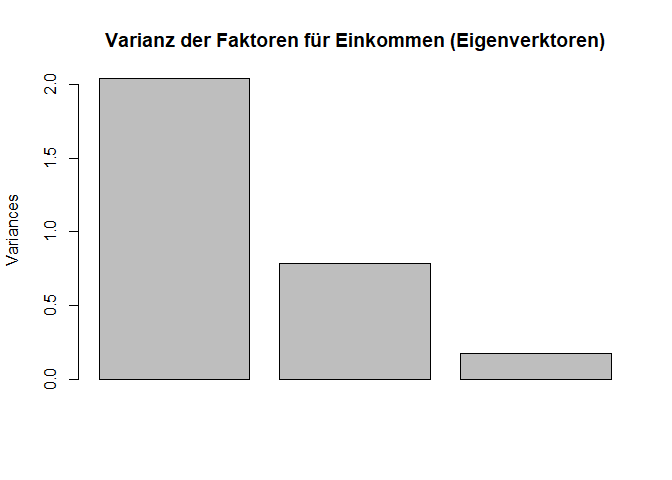 Varianz der Faktoren für Einkommen (Eigenverktoren)
Variances
2.0
1.5
1.0
0.5
0.0